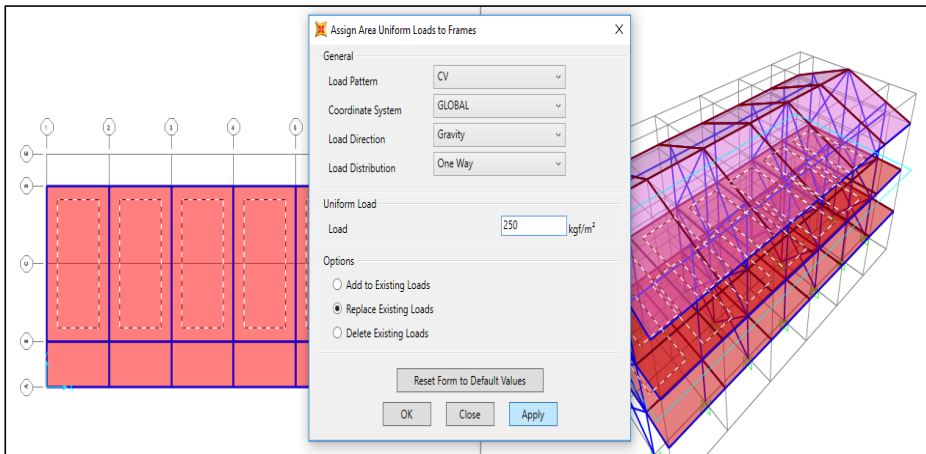 Assign Area Uniform Loads to Frames X
General
Load Pattern CV
Coordinate System GLOBAL
Load Direction Gravity
Load Distribution One Way
Uniform Load
Load 250 kgf/m²
Options
Add to Existing Loads
Replace Existing Loads
Delete Existing Loads
Reset Form to Default Values
OK Close Apply
1 2 3 4 5
B
C
B
A